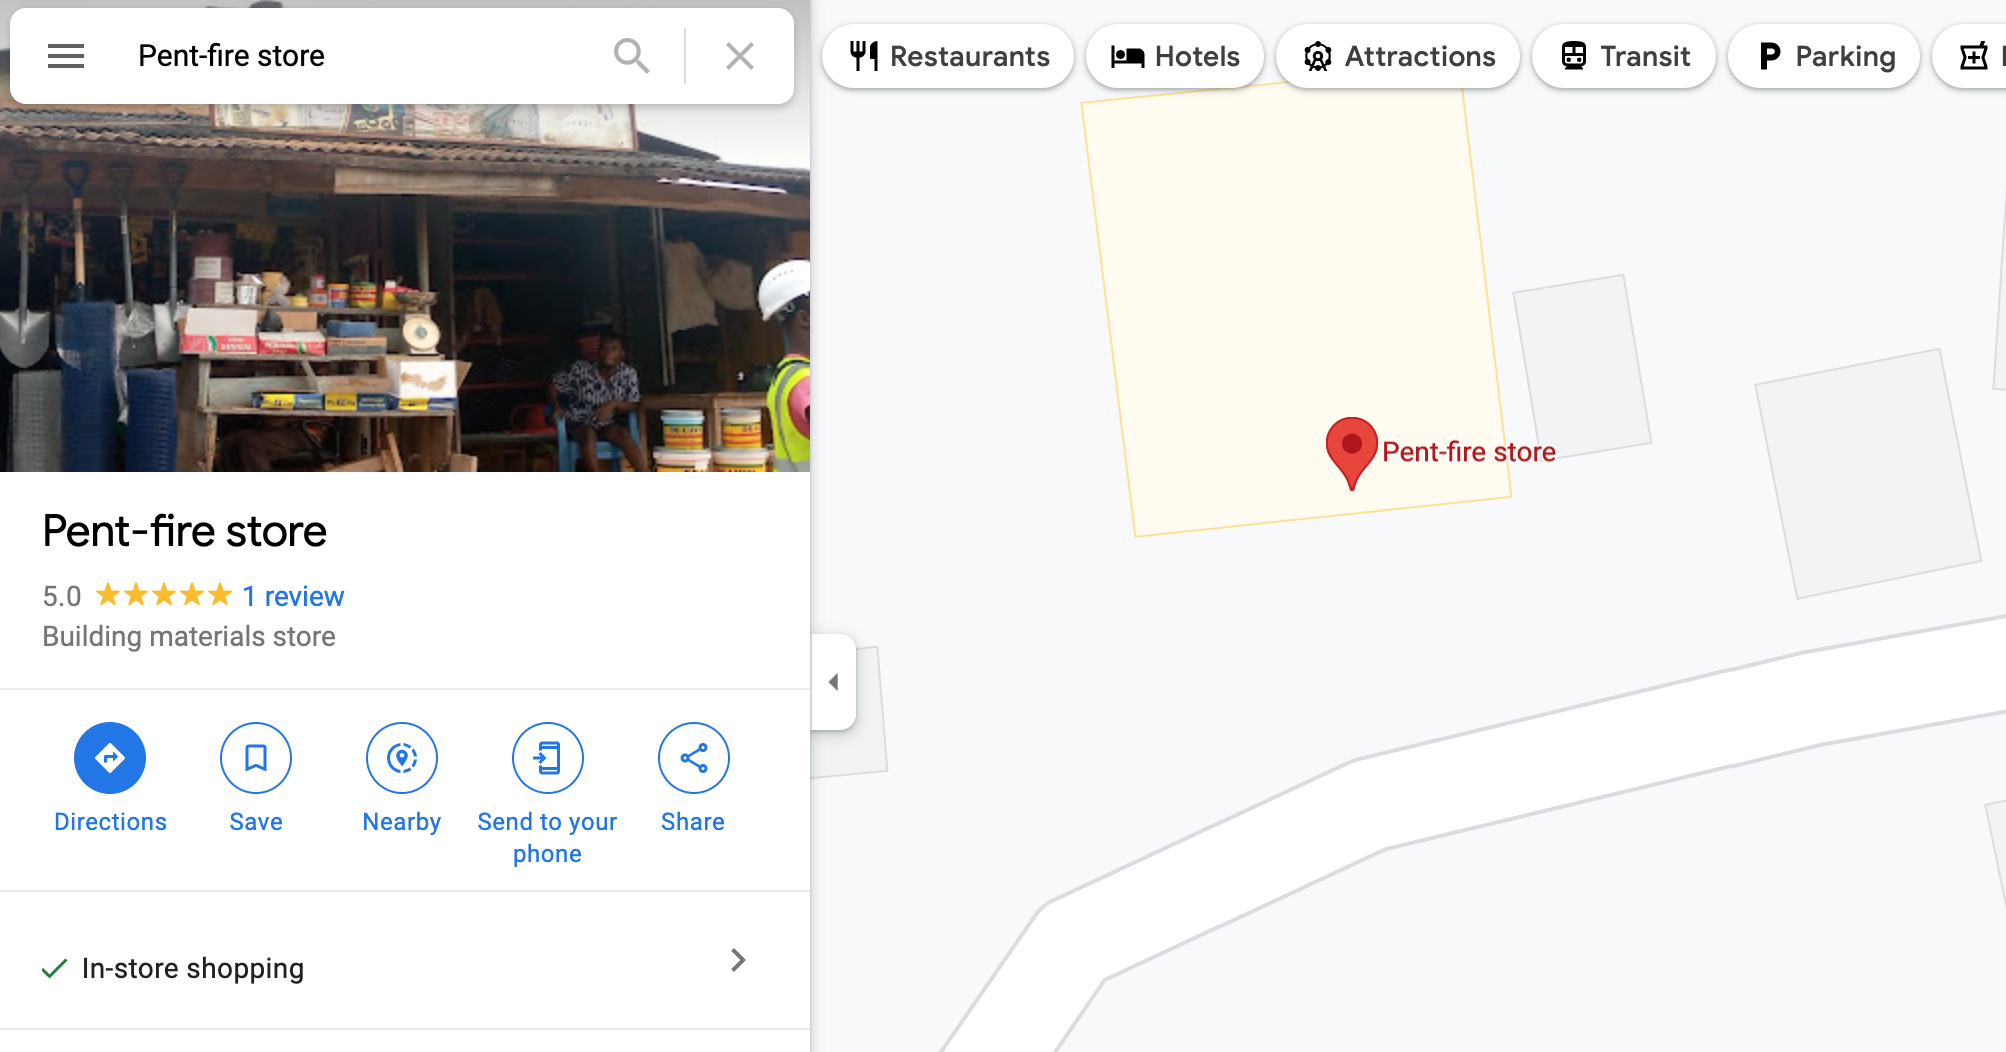 Pent-fire store
Restaurants
Hotels
Attractions
Transit
Parking
Pent-fire store
Pent-fire store
5.0
1 review
Building materials store
Directions
Save
Nearby
Send to your
phone
Share
In-store shopping